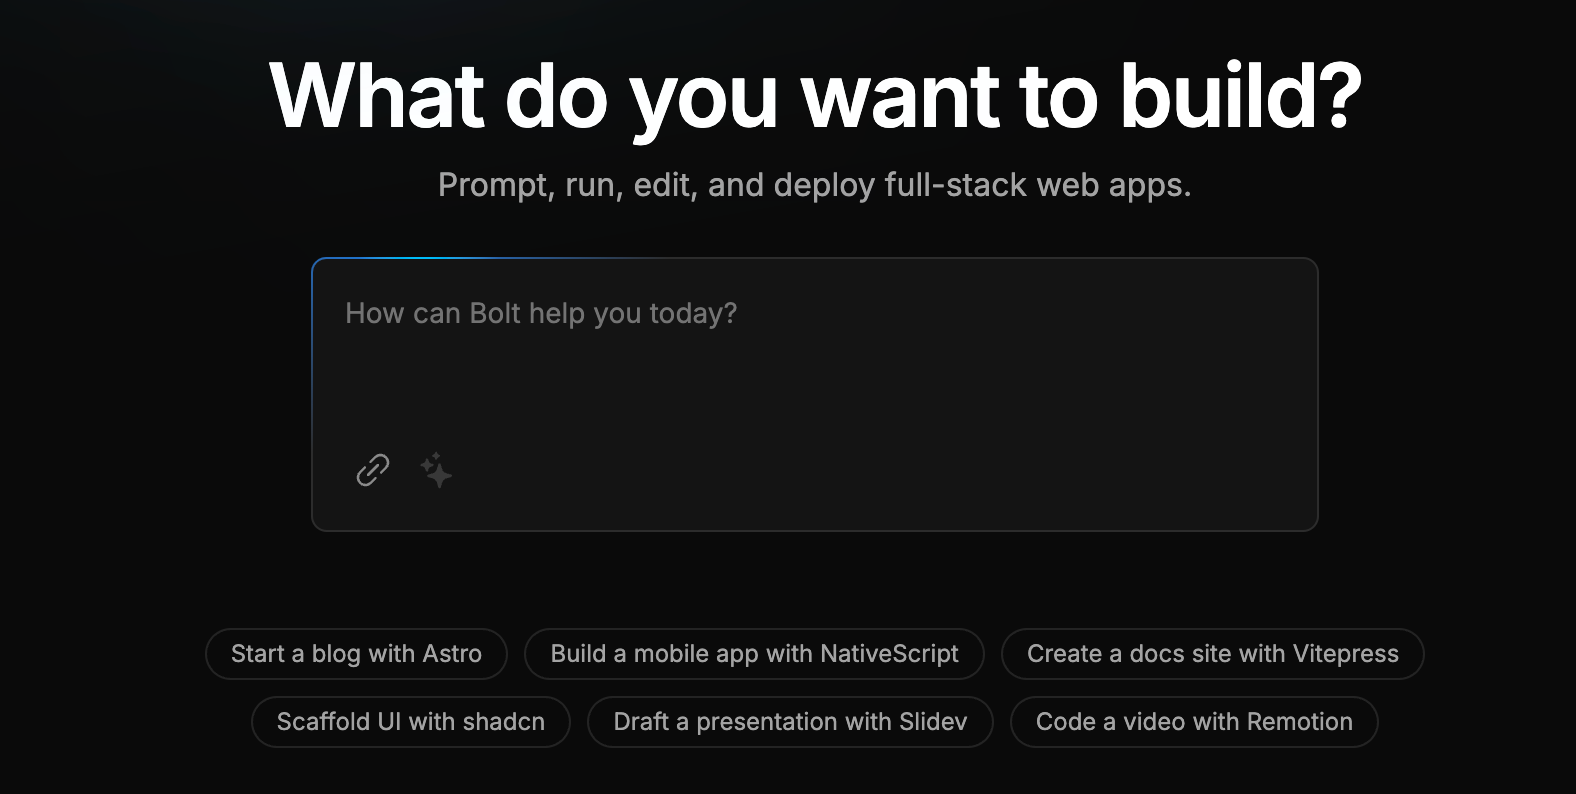 What do you want to build?
Prompt, run, edit, and deploy full-stack web apps.
How can Bolt help you today?
Start a blog with Astro
Build a mobile app with NativeScript
Create a docs site with Vitepress
Scaffold UI with shadcn
Draft a presentation with Slidev
Code a video with Remotion